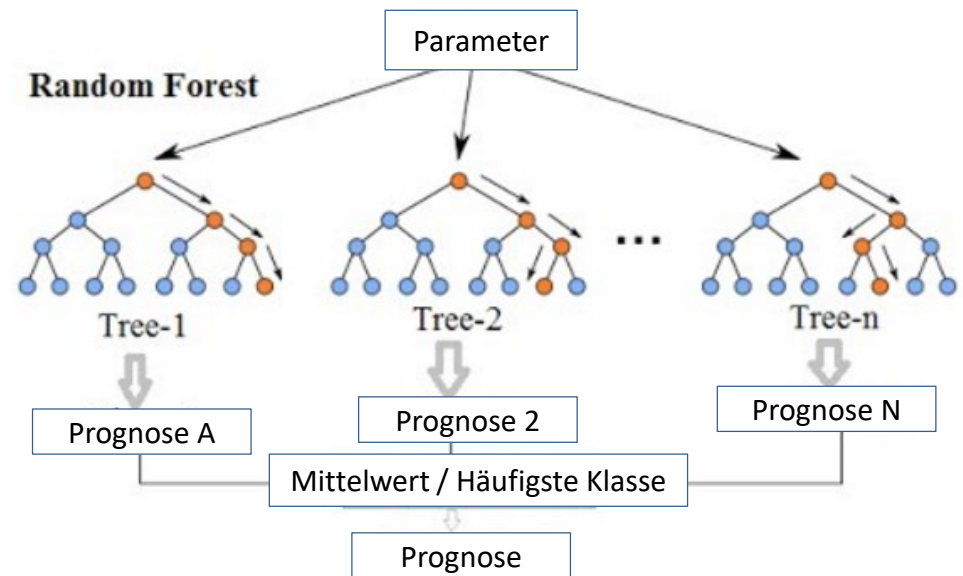 Parameter
Random Forest
...
Tree-1
Tree-2
Tree-n
Prognose A
Prognose 2
Prognose N
Mittelwert / Häufigste Klasse
Prognose